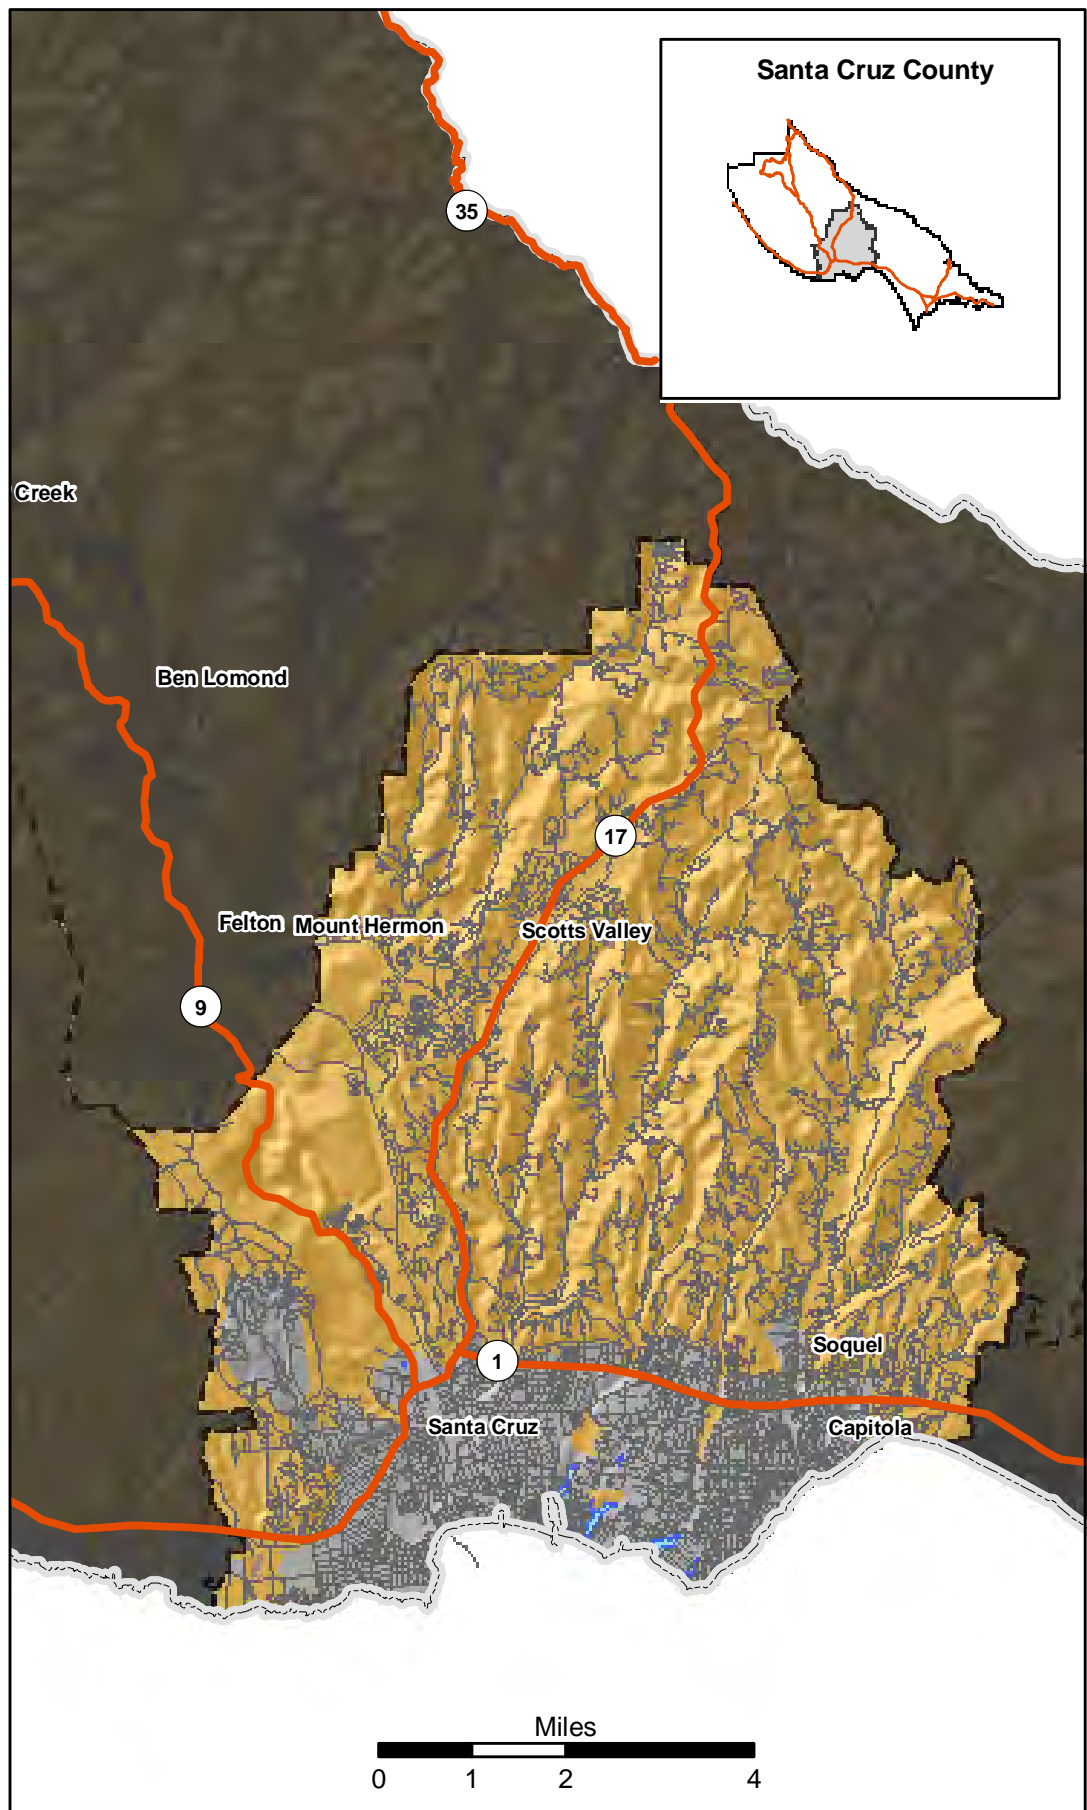 Santa Cruz County
35
Creek
Ben Lomond
17
Felton
Mount Hermon
Scotts Valley
9
Soquel
1
Santa Cruz
Capitola
Miles
0 1 2 4